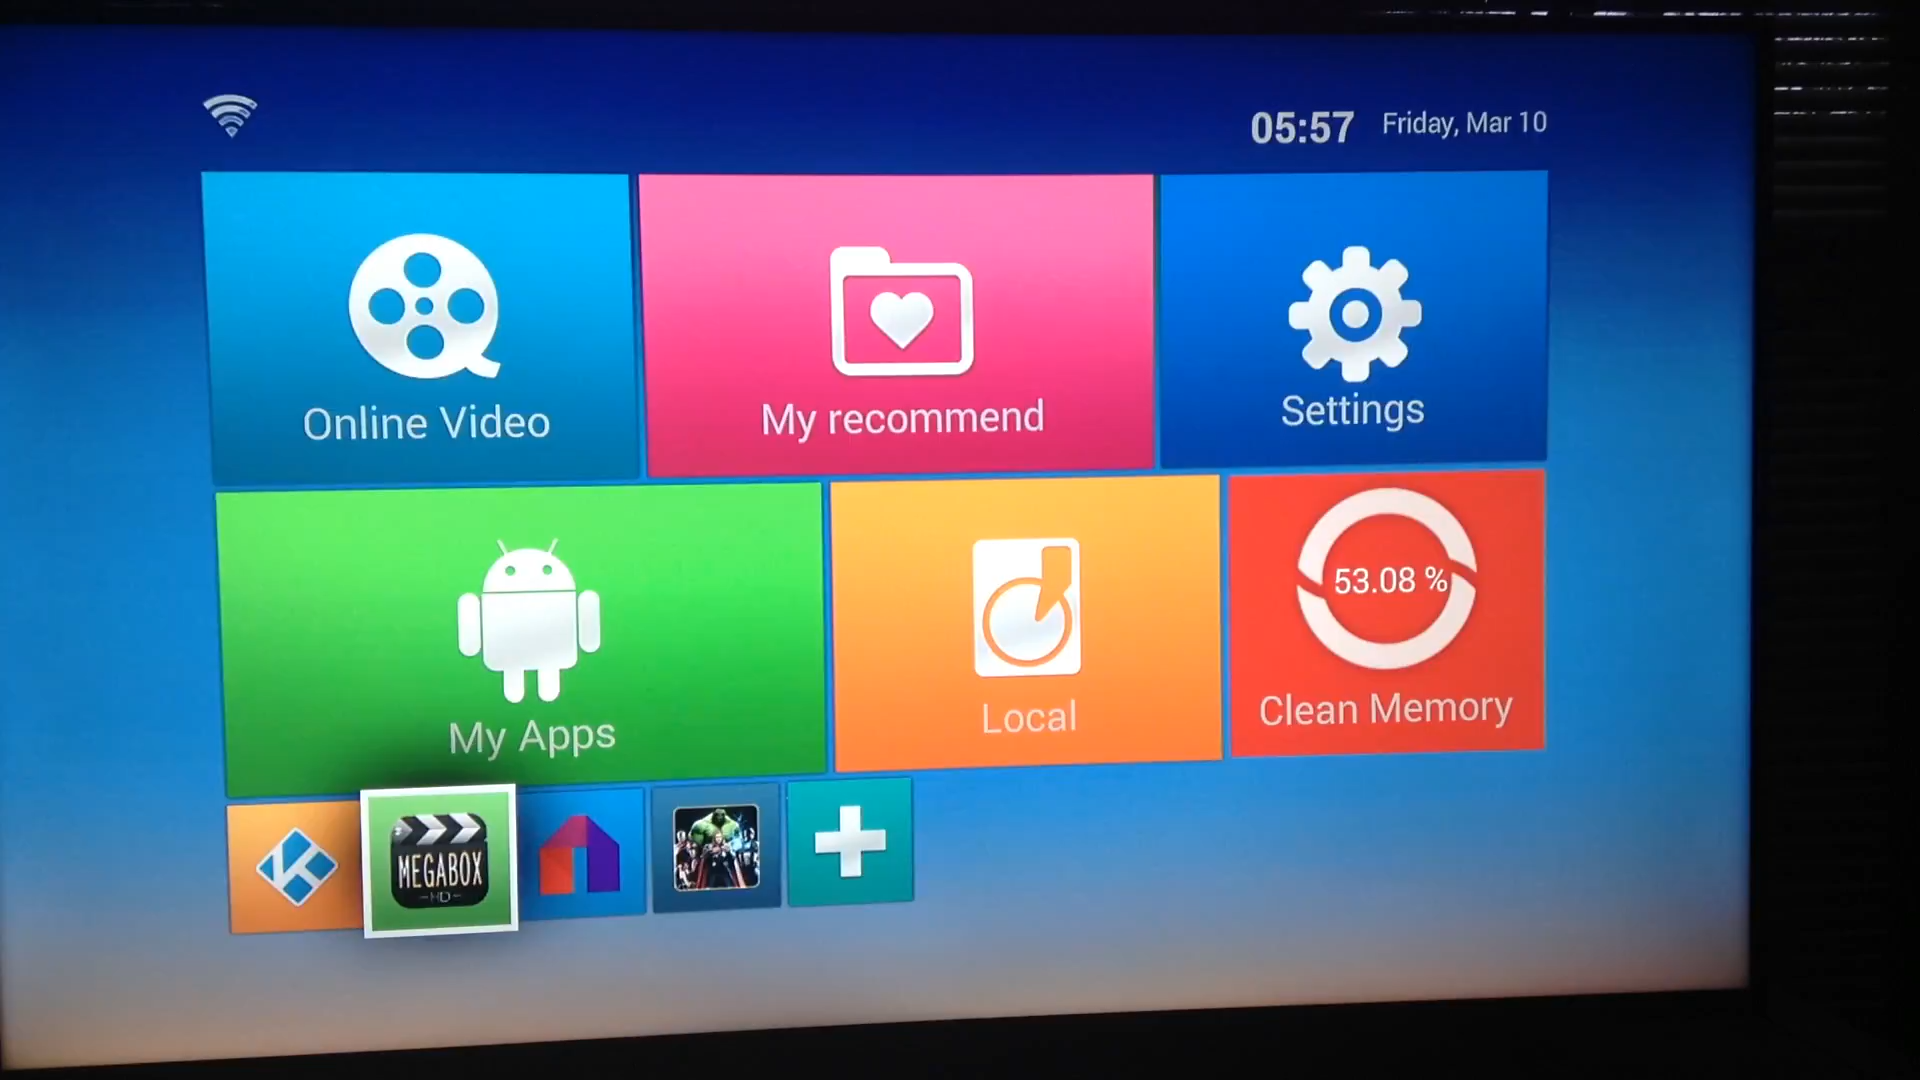 05:57 Friday, Mar 10
Online Video
My recommend
Settings
My Apps
Local
53.08 %
Clean Memory
MEGABOX
-HD-